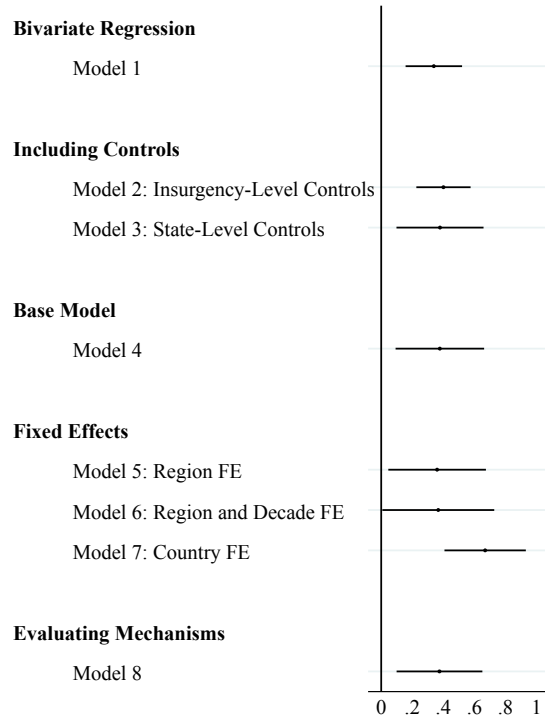 Bivariate Regression
Model 1
Including Controls
Model 2: Insurgency-Level Controls
Model 3: State-Level Controls
Base Model
Model 4
Fixed Effects
Model 5: Region FE
Model 6: Region and Decade FE
Model 7: Country FE
Evaluating Mechanisms
Model 8
0 .2 .4 .6 .8 1